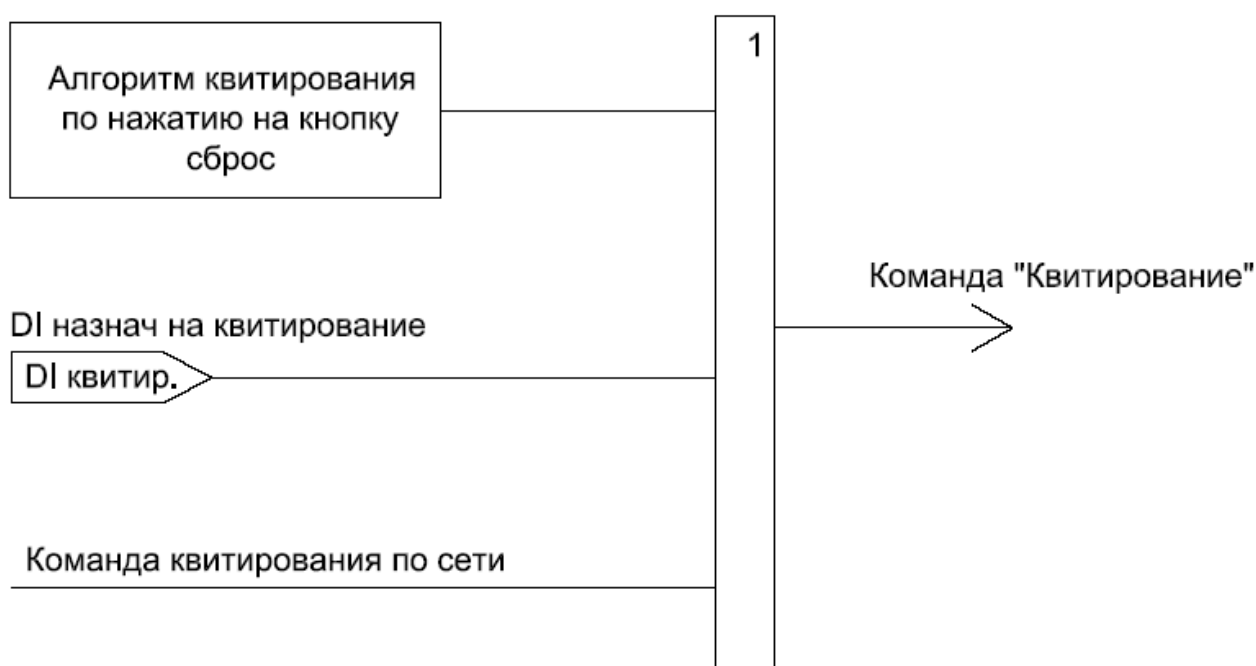 Алгоритм квитирования
по нажатию на кнопку
сброс
1
Команда "Квитирование"
DI назнач на квитирование
DI квитир.
Команда квитирования по сети